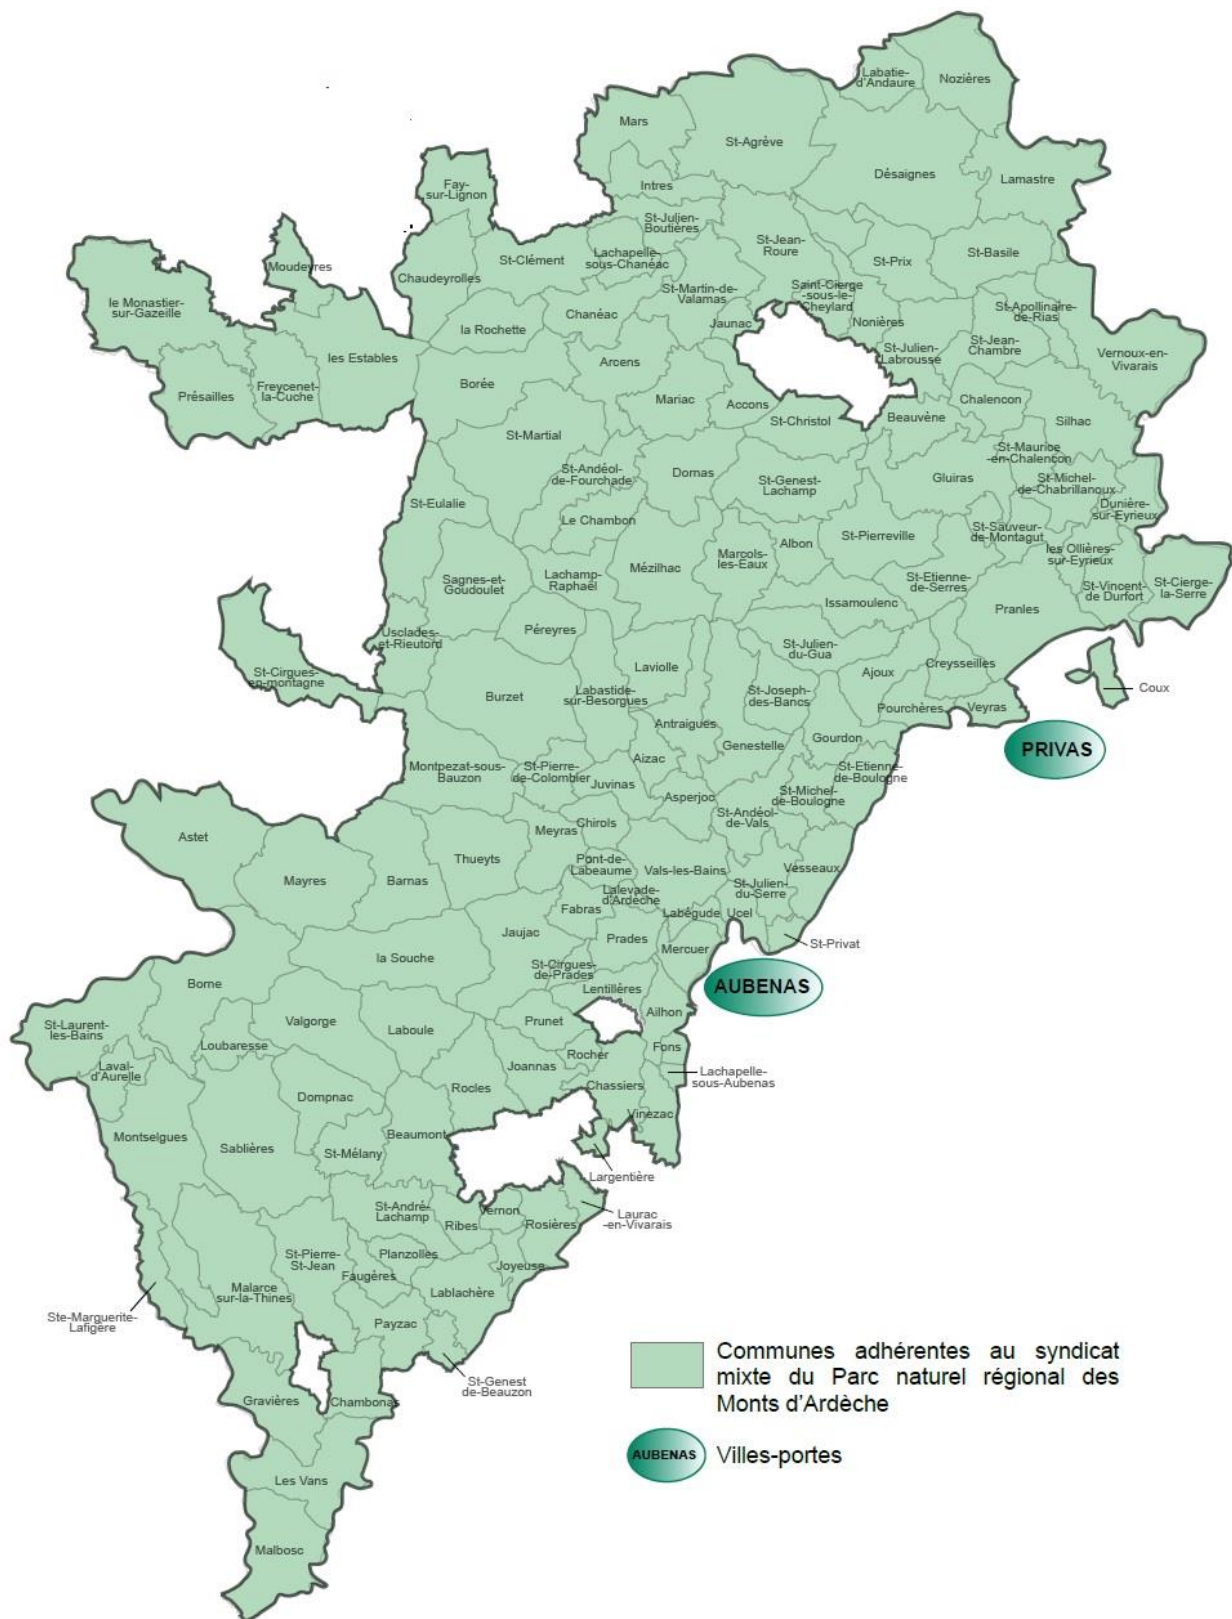 Labatie-
d'Andaure
Nozières
Mars
St-Agrève
Désaignes
Lamastre
Fay-
sur-Lignon
Intres
St-Julien-
Boutières
St-Jean-
Roure
St-Prix
St-Basile
Moudeyres
Chaudeyrolles
St-Clément
Lachapelle-
sous-Chanéac
St-Martin-de-
Valamas
Saint-Cierge
-sous-le-
Cheylard
St-Apollinaire-
de-Rias
le Monastier-
sur-Gazeille
les Estables
la Rochette
Chanéac
Jaunac
Nonières
St-Julien-
Labrousse
St-Jean-
Chambre
Vernoux-en-
Vivarais
Présailles
Freycenet-
la-Cuche
Borée
Arcens
Mariac
Accons
St-Christol
Beauvène
Chalencon
Silhac
St-Martial
St-Andéol-
de-Fourchade
Dornas
St-Genest-
Lachamp
Gluiras
St-Maurice
-en-Chalencon
St-Michel-
de-Chabrillanoux
Dunière-
sur-Eyrieux
St-Eulalie
Le Chambon
Mézilhac
Marcols-
les-Eaux
Albon
St-Pierreville
St-Sauveur-
de-Montagut
les Ollières-
sur-Eyrieux
Sagnes-et-
Goudoulet
Lachamp-
Raphaël
St-Etienne-
de-Serres
St-Vincent-
de Durfort
St-Cierge-
la-Serre
Issamoulenc
Pranles
Usclades-
et-Rieutord
Péreyres
St-Julien-
du-Gua
St-Cirgues-
en-montagne
Burzet
Labastide-
sur-Besorgues
Laviolle
St-Joseph-
des-Bancs
Ajoux
Creysseilles
Coux
Pourchères
Veyras
Antraigues
Genestelle
Gourdon
PRIVAS
Montpezat-sous-
Bauzon
St-Pierre-
de-Colombier
Juvinas
Aizac
St-Etienne-
de-Boulogne
Asperjoc
St-Michel-
de-Boulogne
St-Andéol-
de-Vals
Astet
Mayres
Barnas
Thueyts
Meyras
Chirols
Pont-de-
Labeaume
Vals-les-Bains
Vesseaux
Lalevade-
d'Ardèche
St-Julien-
du-Serre
Fabras
Labégude
Ucel
St-Privat
Jaujac
Prades
Mercuer
la Souche
St-Cirgues-
de-Prades
AUBENAS
Borne
Lentillères
Ailhon
St-Laurent-
les-Bains
Valgorge
Laboule
Prunet
Loubaresse
Rocher
Fons
Laval-
d'Aurelle
Joannas
Lachapelle-
sous-Aubenas
Dompnac
Rocles
Chassiers
Vinezac
Montselgues
Sablières
St-Mélany
Beaumont
Largentière
St-André-
Lachamp
Ribes
Vernon
Rosières
Laurac
-en-Vivarais
St-Pierre-
St-Jean
Planzolles
Joyeuse
Faugères
Malarce
sur-la-Thines
Lablachère
Ste-Marguerite-
Lafigère
Payzac
St-Genest
de-Beauzon
Gravières
Chambonas
Les Vans
Malbosc
Communes adhérentes au syndicat
mixte du Parc naturel régional des
Monts d'Ardèche
AUBENAS
Villes-portes